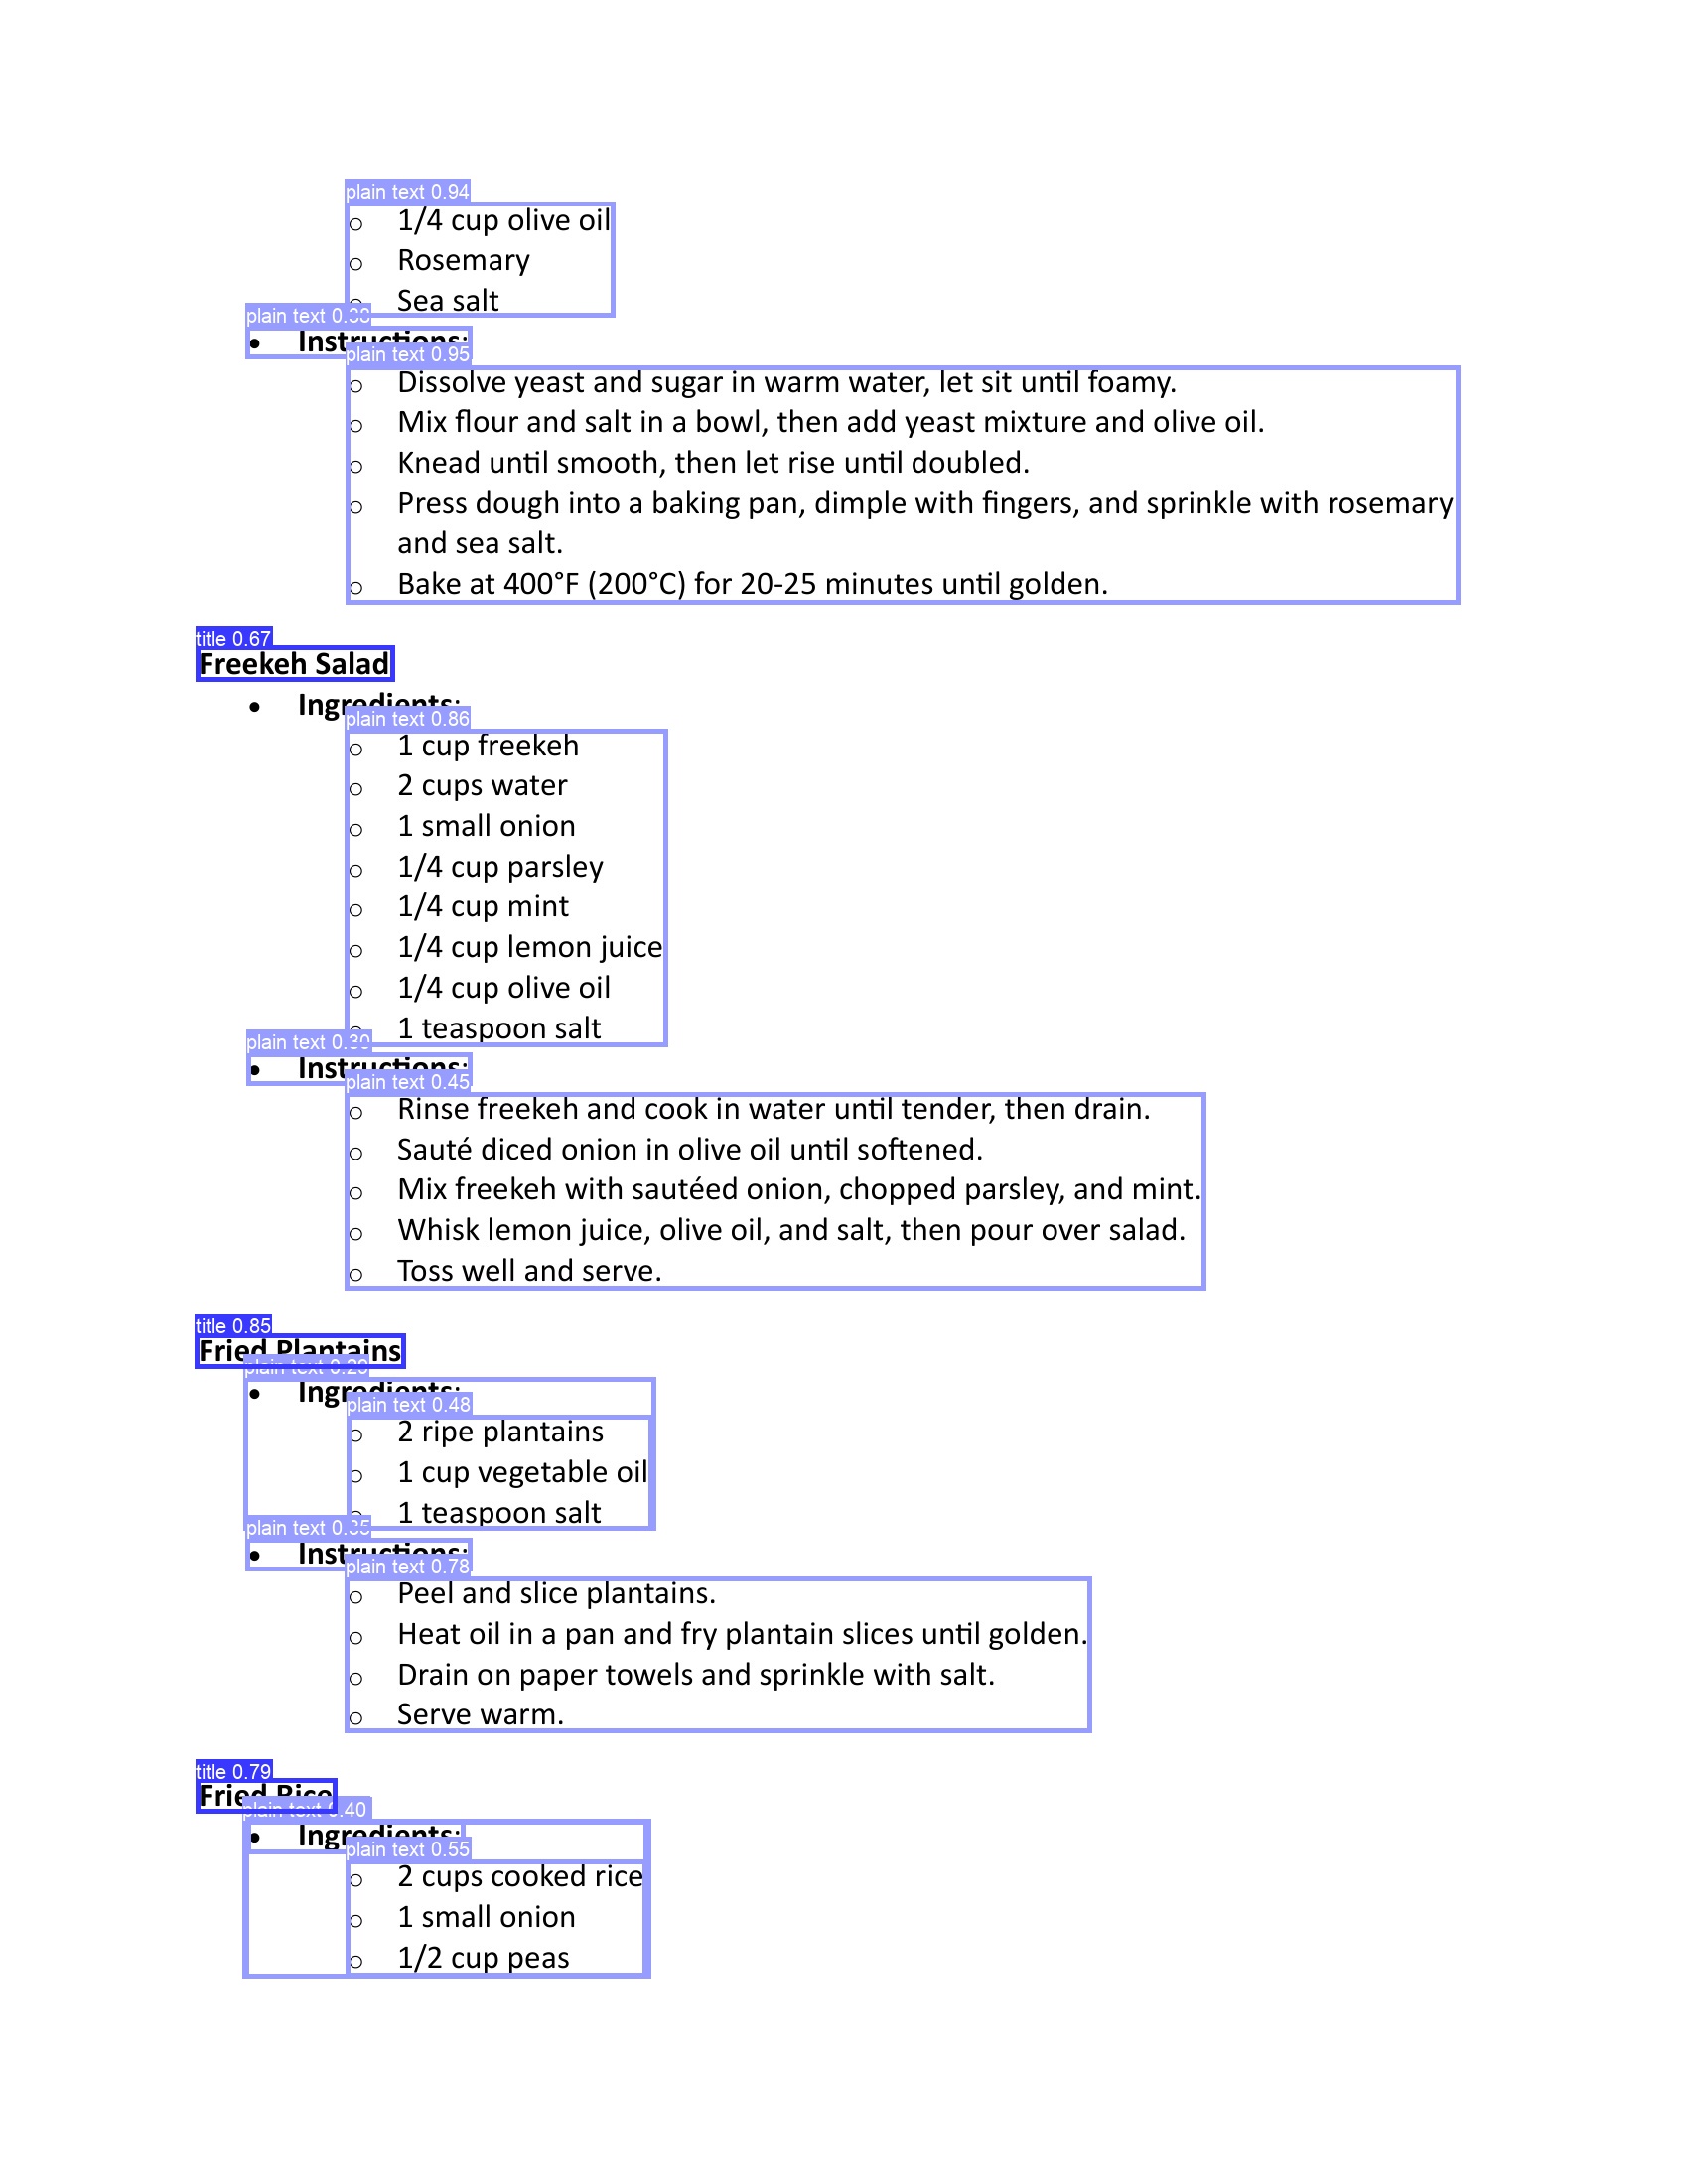 plain text 0.94
○ 1/4 cup olive oil
○ Rosemary
○ Sea salt
plain text 0.38
• Instructions:
plain text 0.95
○ Dissolve yeast and sugar in warm water, let sit until foamy.
○ Mix flour and salt in a bowl, then add yeast mixture and olive oil.
○ Knead until smooth, then let rise until doubled.
○ Press dough into a baking pan, dimple with fingers, and sprinkle with rosemary
and sea salt.
○ Bake at 400°F (200°C) for 20-25 minutes until golden.
title 0.67
Freekeh Salad
• Ingredients:
plain text 0.86
○ 1 cup freekeh
○ 2 cups water
○ 1 small onion
○ 1/4 cup parsley
○ 1/4 cup mint
○ 1/4 cup lemon juice
○ 1/4 cup olive oil
○ 1 teaspoon salt
plain text 0.30
• Instructions:
plain text 0.45
○ Rinse freekeh and cook in water until tender, then drain.
○ Sauté diced onion in olive oil until softened.
○ Mix freekeh with sautéed onion, chopped parsley, and mint.
○ Whisk lemon juice, olive oil, and salt, then pour over salad.
○ Toss well and serve.
title 0.85
Fried Plantains
plain text 0.29
• Ingredients:
plain text 0.48
○ 2 ripe plantains
○ 1 cup vegetable oil
○ 1 teaspoon salt
plain text 0.35
• Instructions:
plain text 0.78
○ Peel and slice plantains.
○ Heat oil in a pan and fry plantain slices until golden.
○ Drain on paper towels and sprinkle with salt.
○ Serve warm.
title 0.79
Fried Rice
plain text 0.40
• Ingredients:
plain text 0.55
○ 2 cups cooked rice
○ 1 small onion
○ 1/2 cup peas